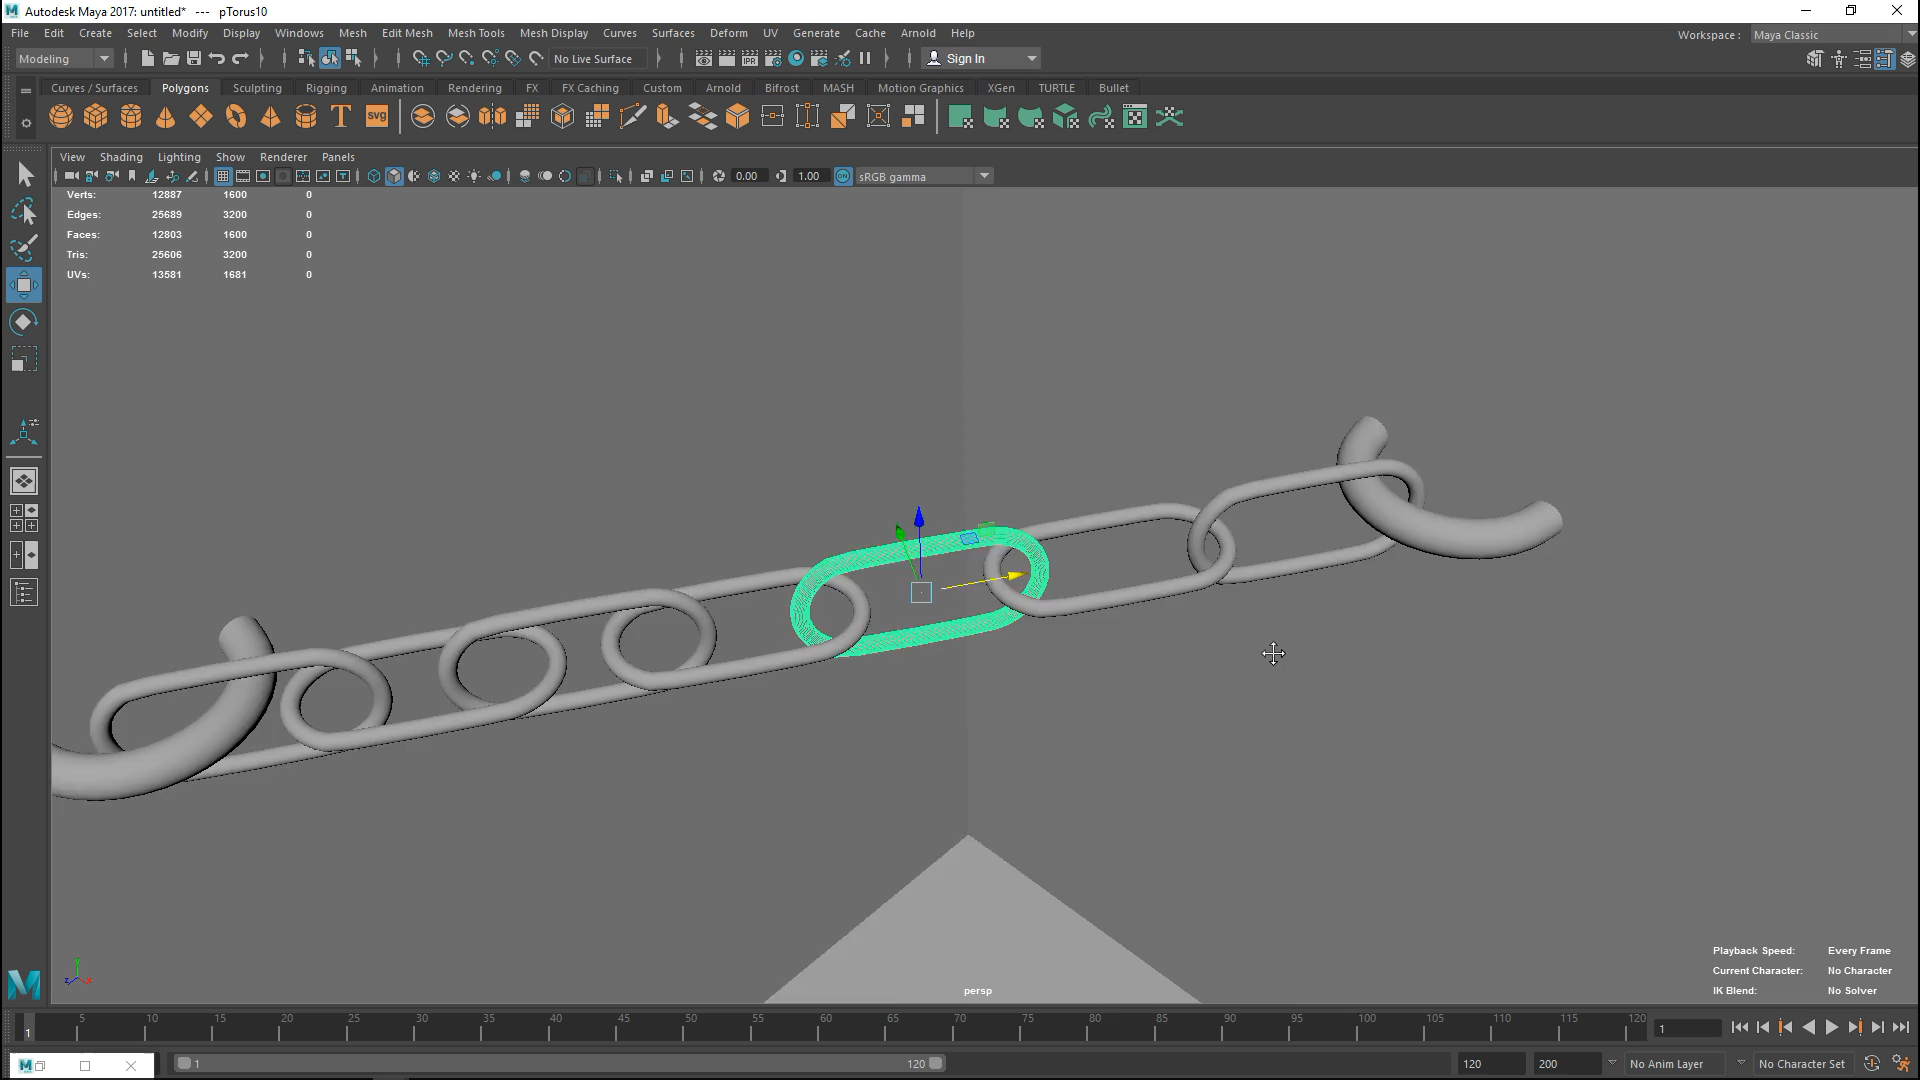 Autodesk Maya 2017: untitled* --- pTorus10
File Edit Create Select Modify Display Windows Mesh Edit Mesh Mesh Tools Mesh Display Curves Surfaces Deform UV Generate Cache Arnold Help
Workspace : Maya Classic
Modeling
No Live Surface
IPR
Sign In
Curves / Surfaces Polygons Sculpting Rigging Animation Rendering FX FX Caching Custom Arnold Bifrost MASH Motion Graphics XGen TURTLE Bullet
T SVG
View Shading Lighting Show Renderer Panels
0.00 1.00 ON sRGB gamma
Verts: 12887 1600 0
Edges: 25689 3200 0
Faces: 12803 1600 0
Tris: 25606 3200 0
UVs: 13581 1681 0
Playback Speed: Every Frame
Current Character: No Character
IK Blend: No Solver
persp
1 5 10 15 20 25 30 35 40 45 50 55 60 65 70 75 80 85 90 95 100 105 110 115 120
1
1 120 120 200 No Anim Layer No Character Set